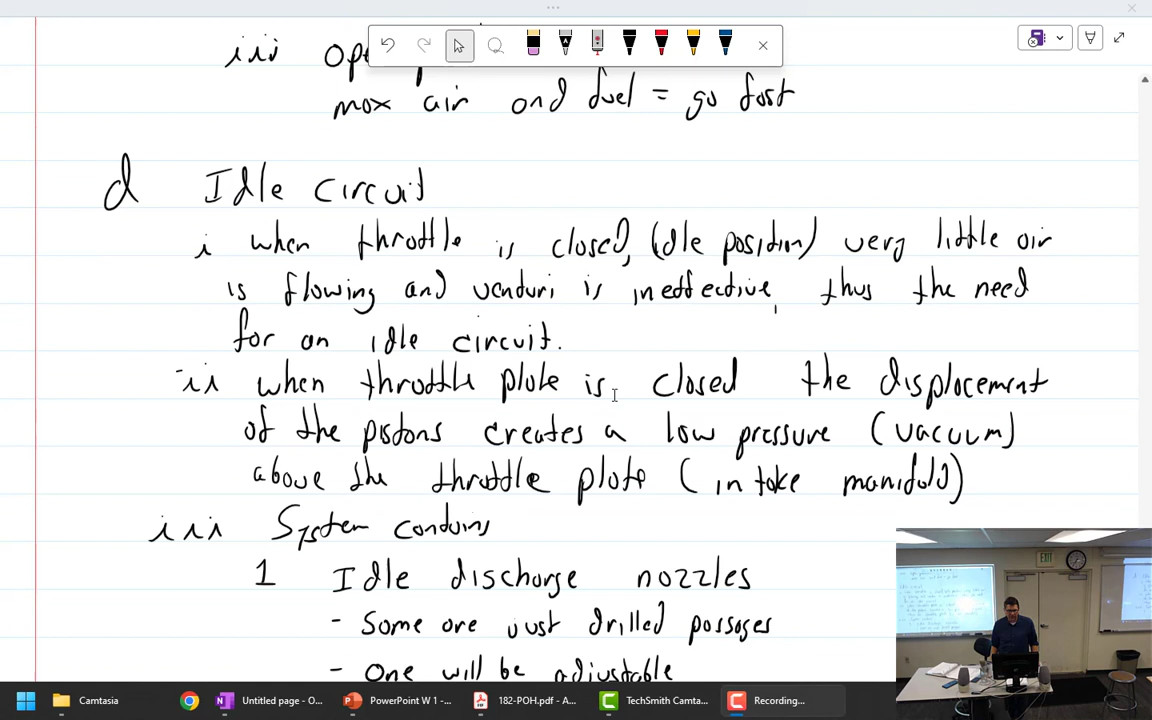 iii
max air and fuel = go fast
d Idle circuit
i when throttle is closed, (idle position) very little air
is flowing and venturi is ineffective, thus the need
for an idle circuit.
ii when throttle plate is closed the displacement
of the pistons creates a low pressure (vacuum)
above the throttle plate (intake manifold)
iii System contains
1 Idle discharge nozzles
- Some are just drilled passages
- One will be adjustable
EXIT
Camtasia
Untitled page - O...
PowerPoint W 1 -...
182-POH.pdf - A...
TechSmith Camta...
Recording...